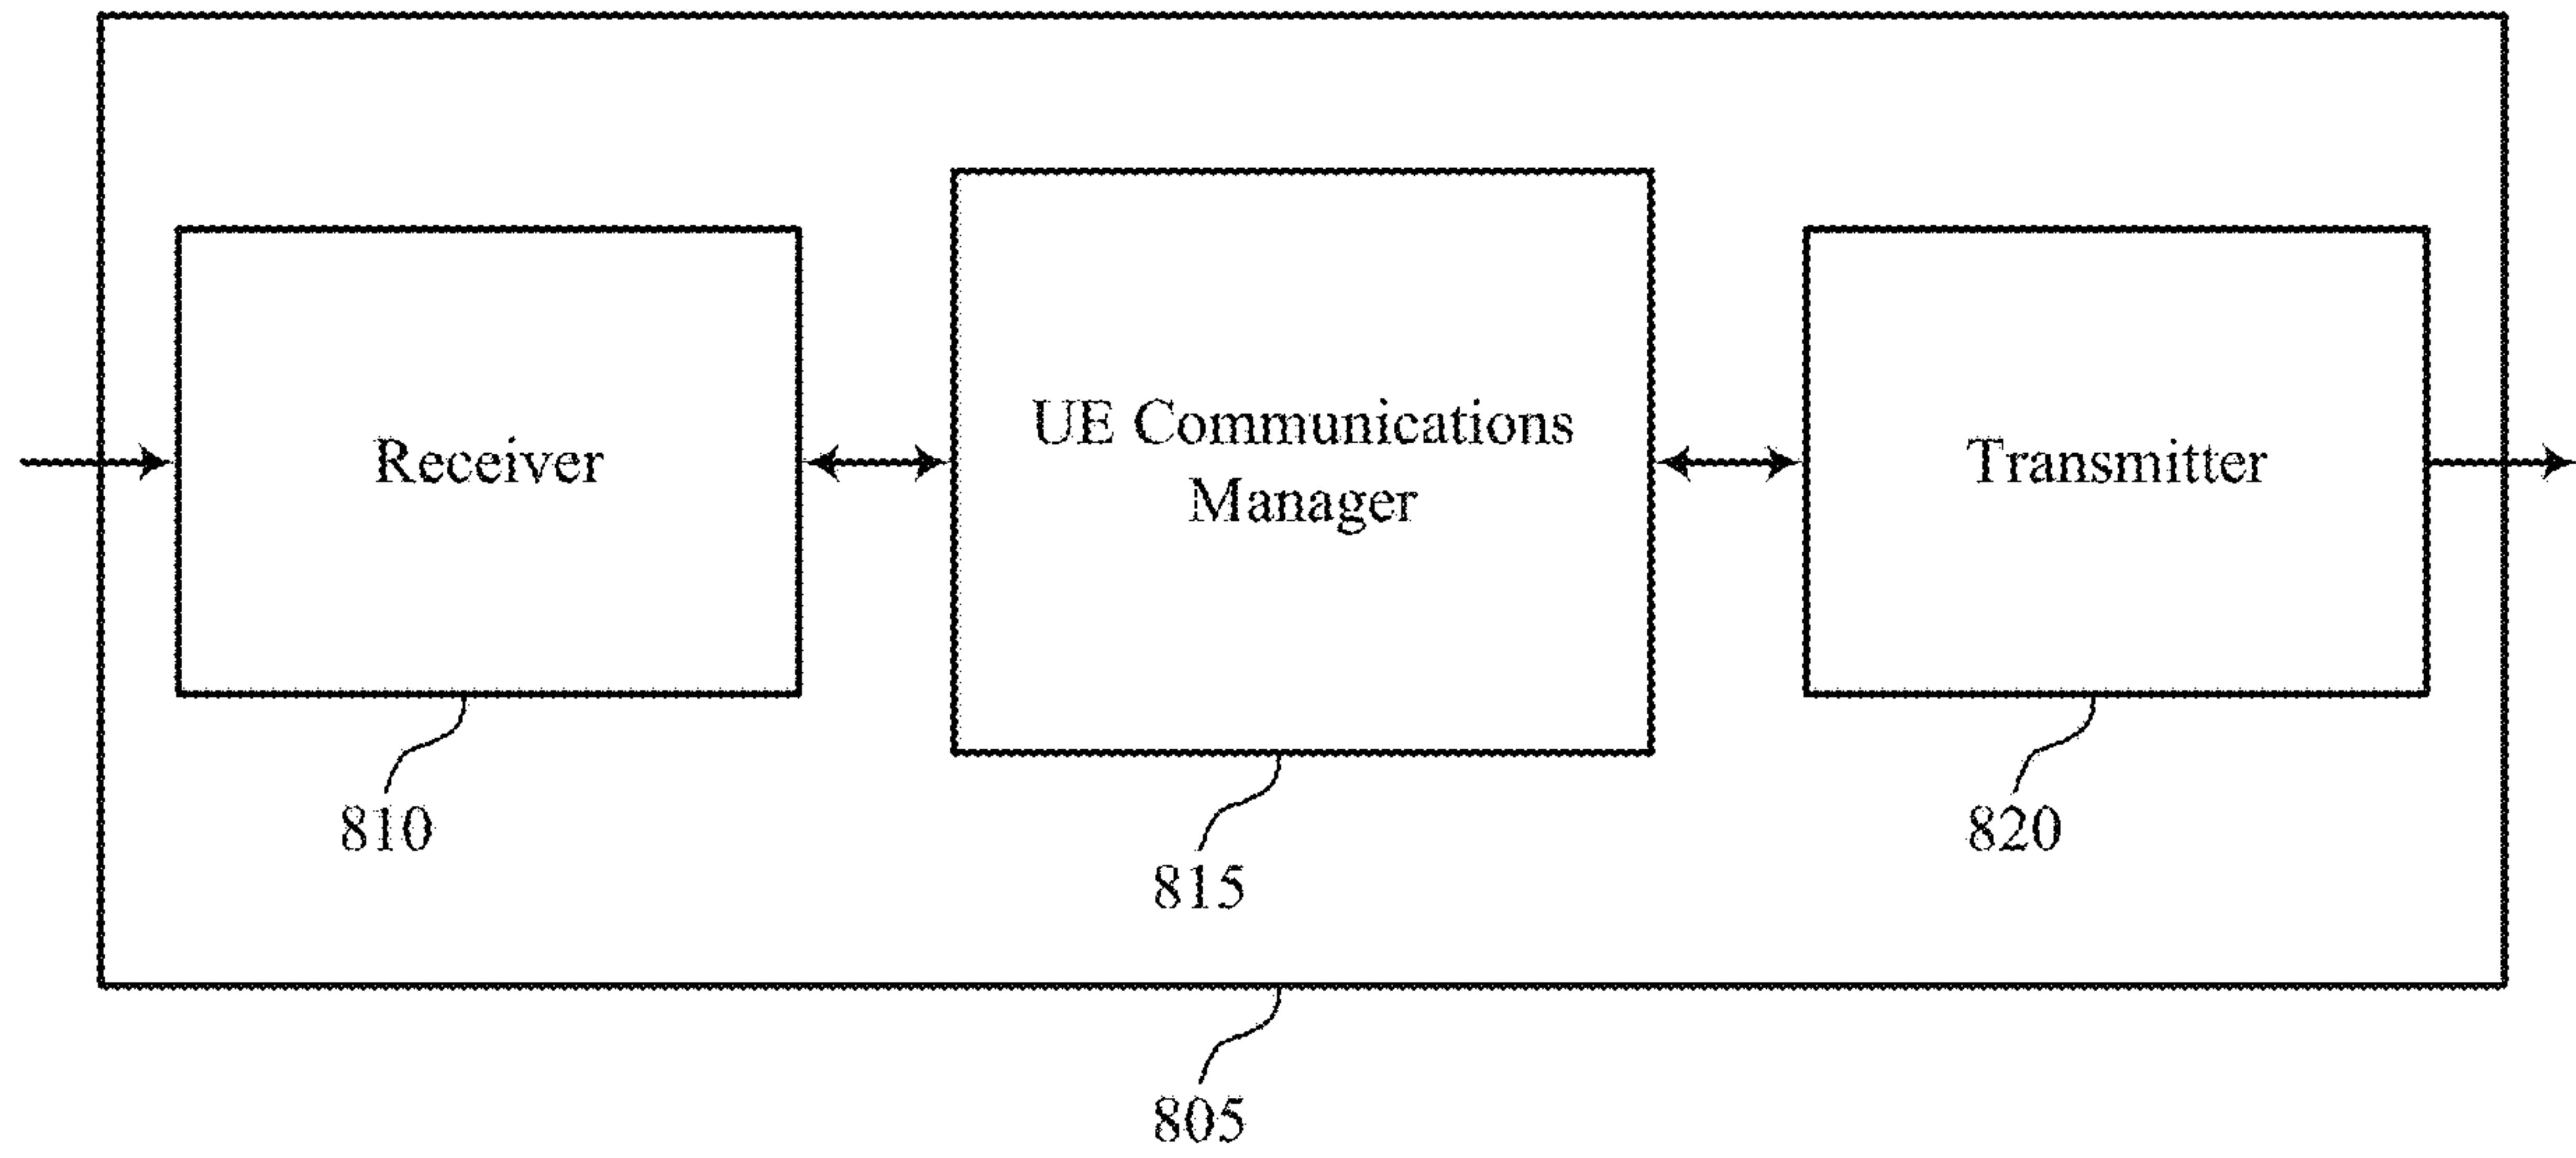 Receiver
UE Communications
Manager
Transmitter
810
815
820
805